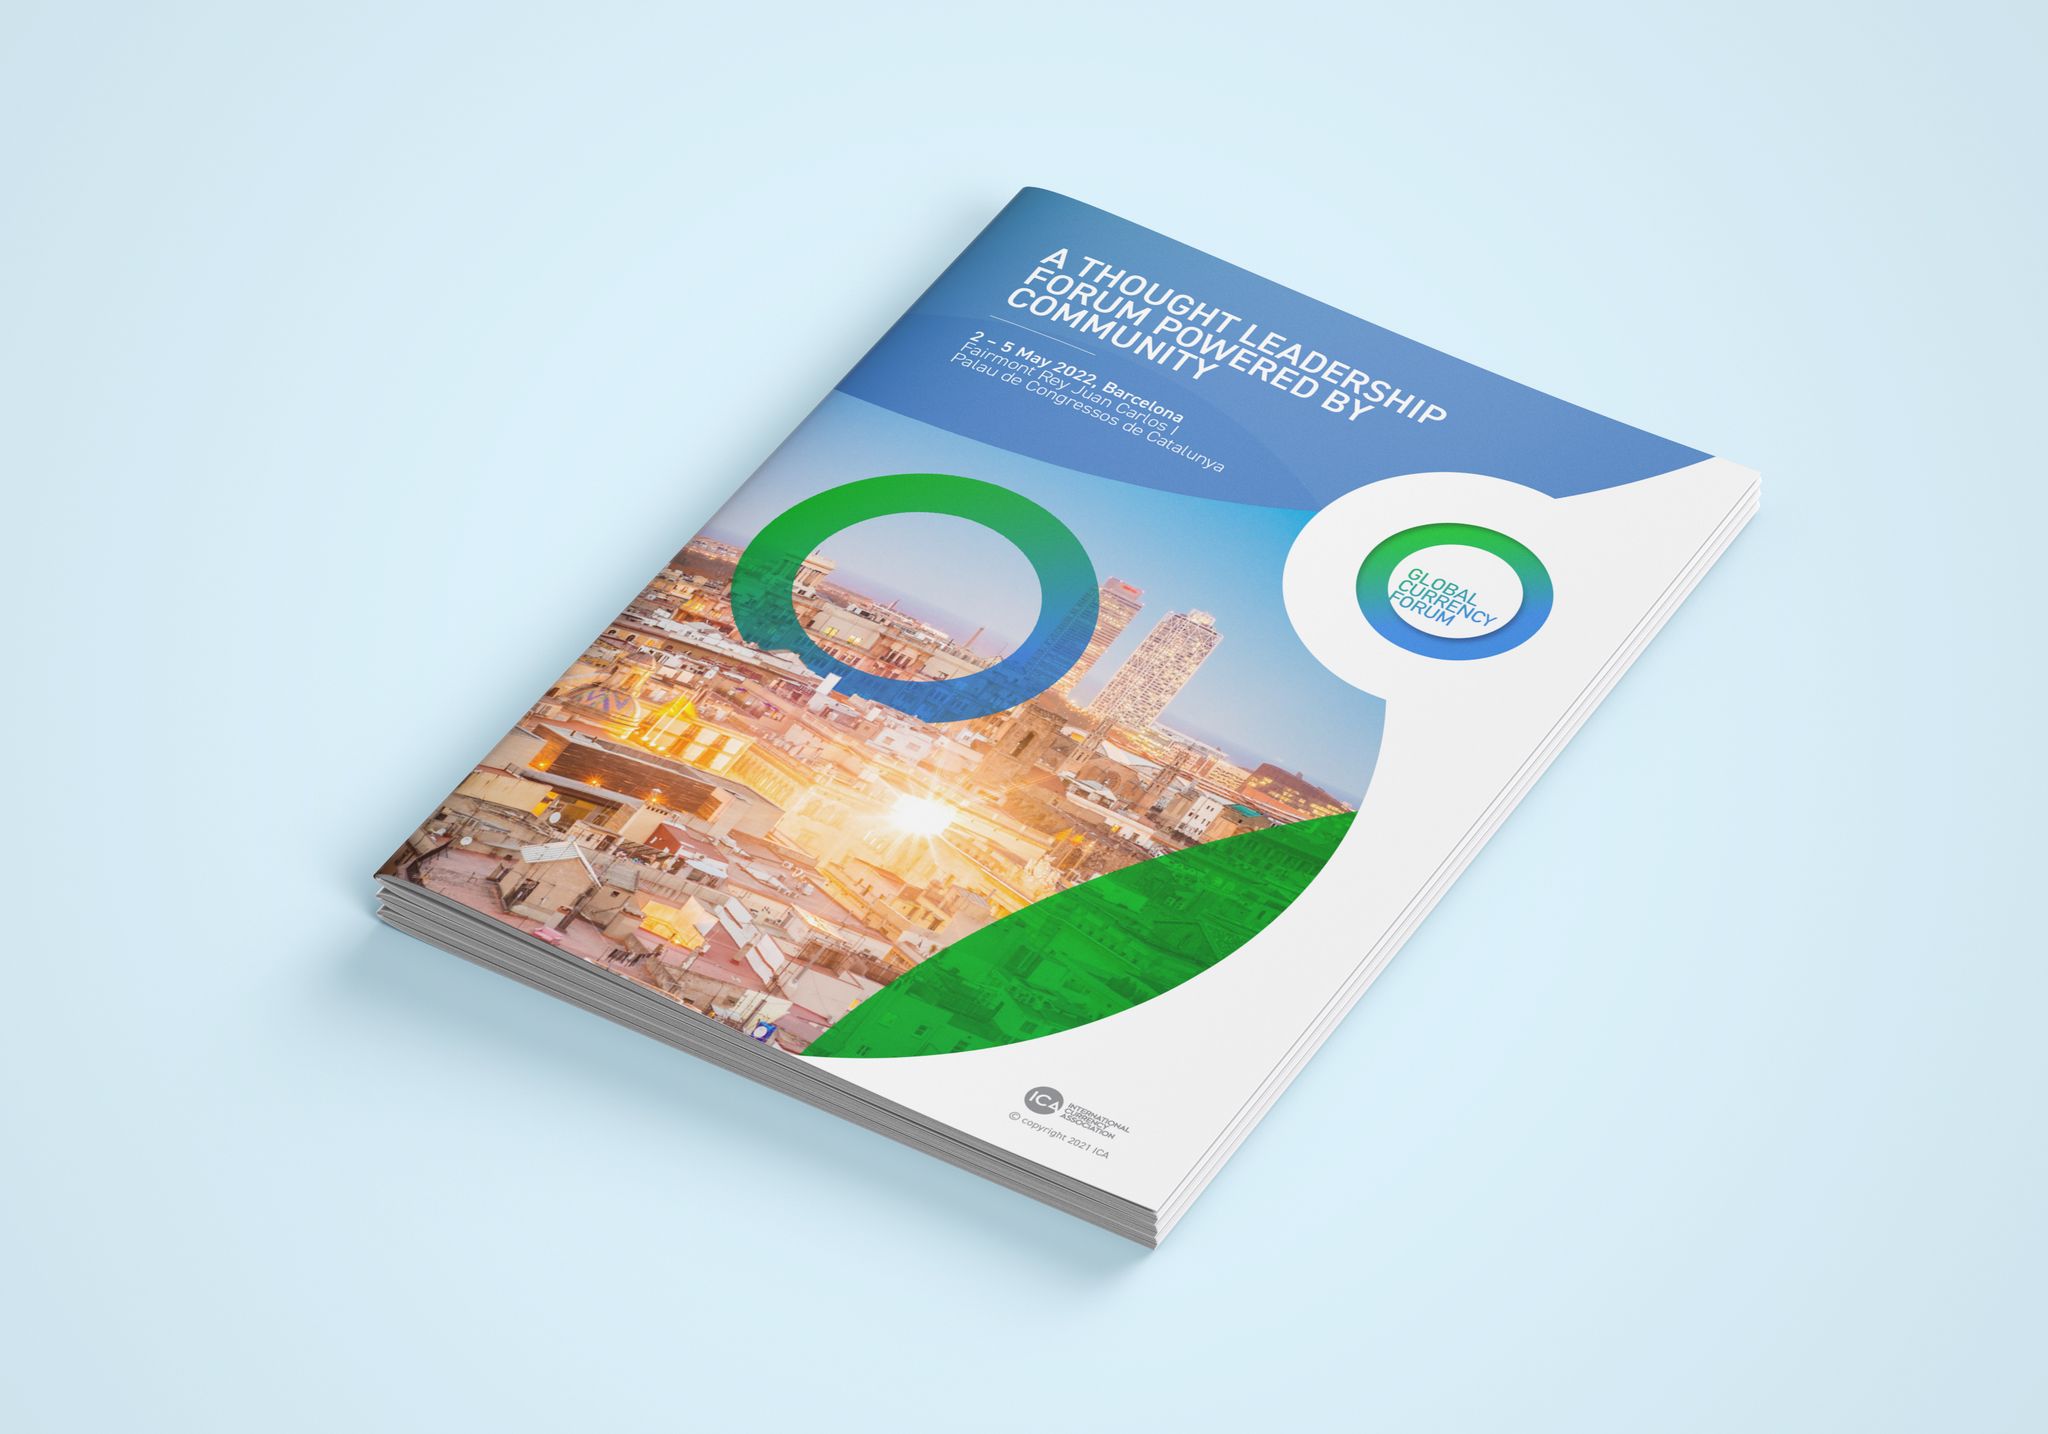 A THOUGHT LEADERSHIP
FORUM POWERED BY
COMMUNITY
2 – 5 May 2022, Barcelona
Fairmont Rey Juan Carlos I
Palau de Congressos de Catalunya
GLOBAL
CURRENCY
FORUM
ICA
INTERNATIONAL
CURRENCY
ASSOCIATION
© copyright 2021 ICA